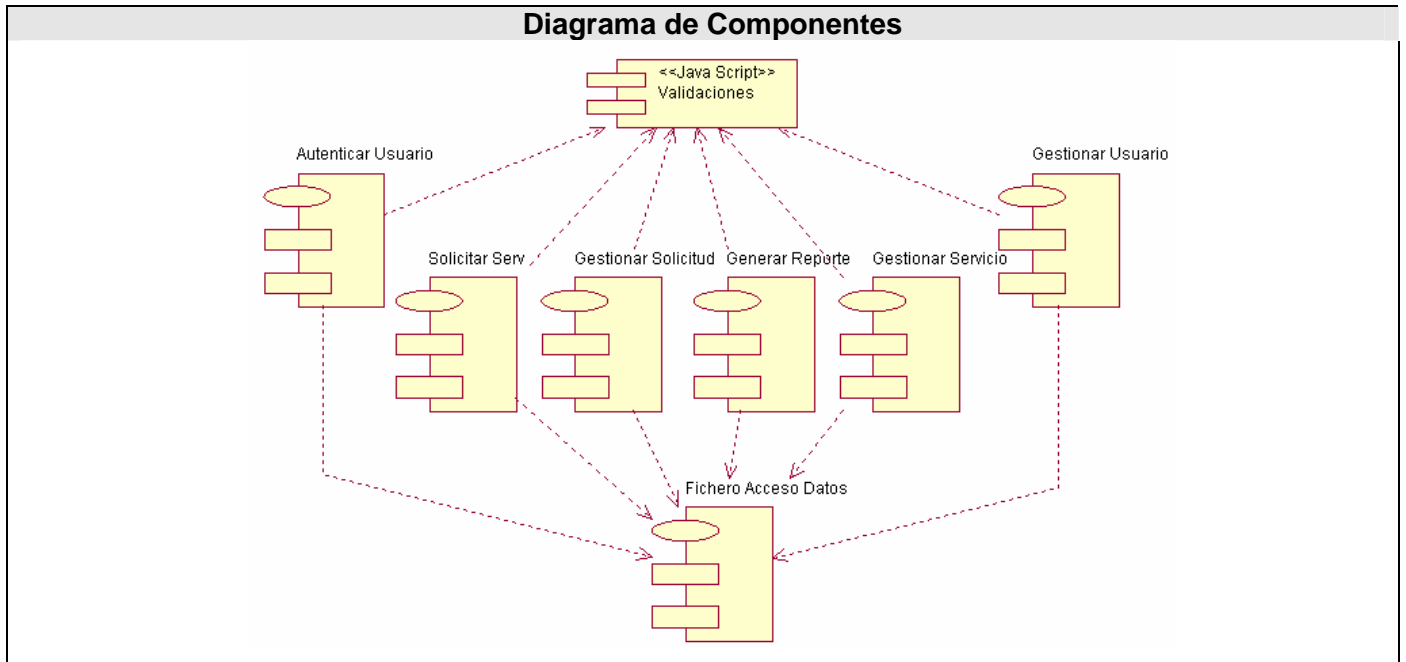 Diagrama de Componentes
<<Java Script>>
Validaciones
Autenticar Usuario
Gestionar Usuario
Solicitar Serv
Gestionar Solicitud
Generar Reporte
Gestionar Servicio
Fichero Acceso Datos